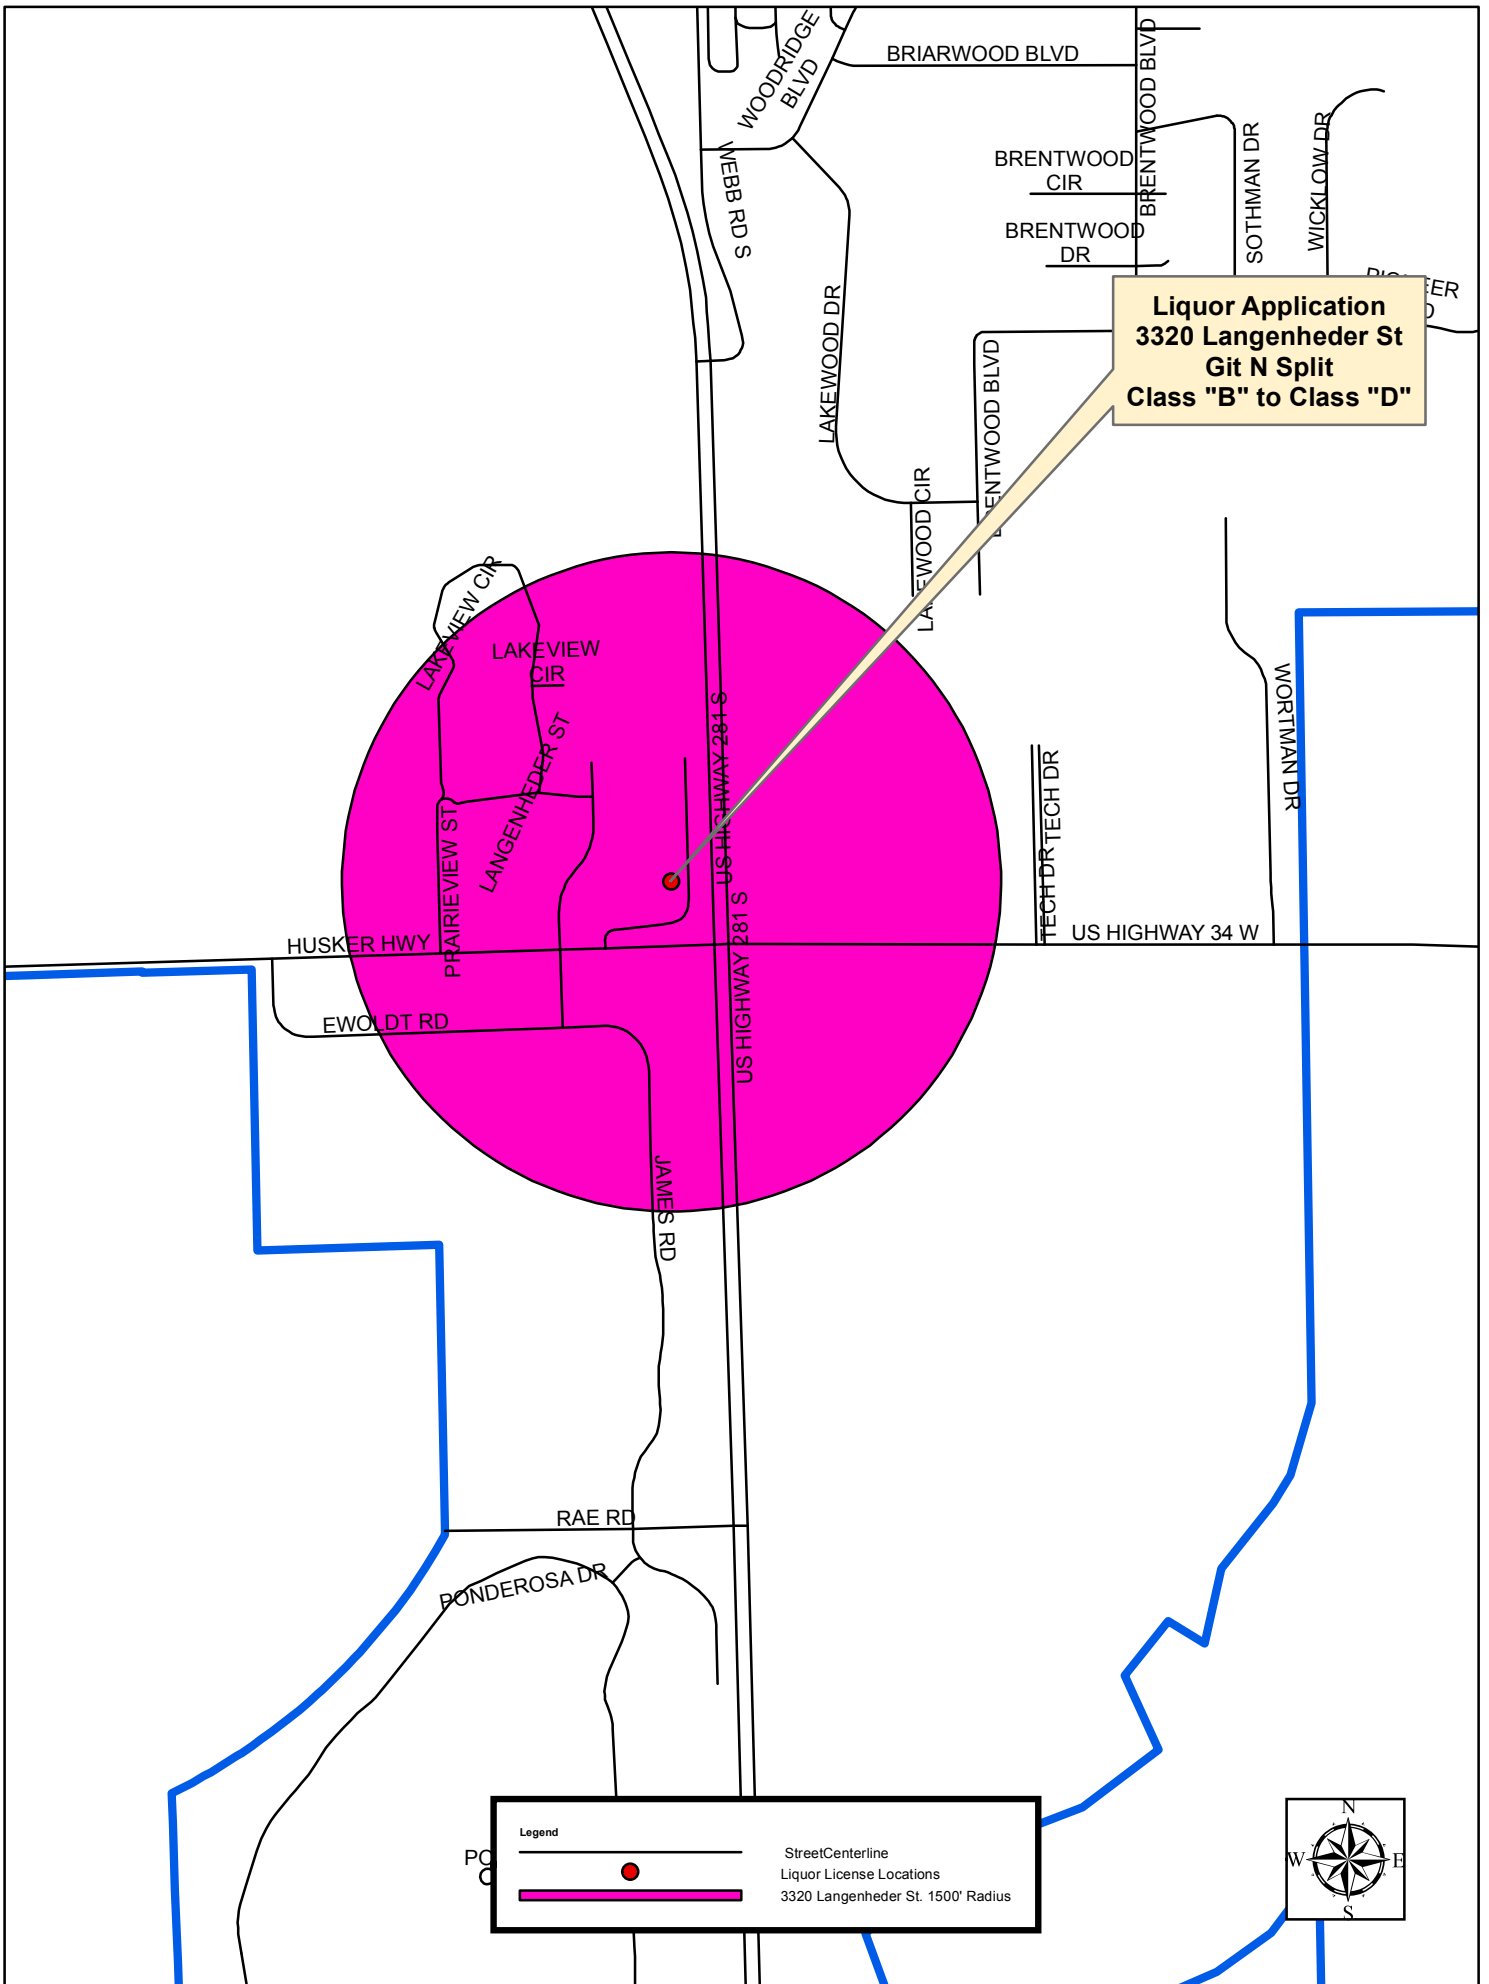 WOODRIDGE
BLVD
BRIARWOOD BLVD
BRENTWOOD BLVD
WEBB RD S
BRENTWOOD
CIR
SOTHMAN DR
WICKLOW DR
BRENTWOOD
DR
Liquor Application
3320 Langenheder St
Git N Split
Class "B" to Class "D"
LAKEWOOD DR
LAKEWOOD CIR
LAKEVIEW CIR
LAKEVIEW
CIR
LANGENHEDER ST
PRAIRIEVIEW ST
US HIGHWAY 281 S
US HIGHWAY 281 S
TECH DR
TECH DR
WORTMAN DR
HUSKER HWY
US HIGHWAY 34 W
EWOLDT RD
JAMES RD
RAE RD
PONDEROSA DR
Legend
StreetCenterline
Liquor License Locations
3320 Langenheder St. 1500' Radius
N
W
E
S